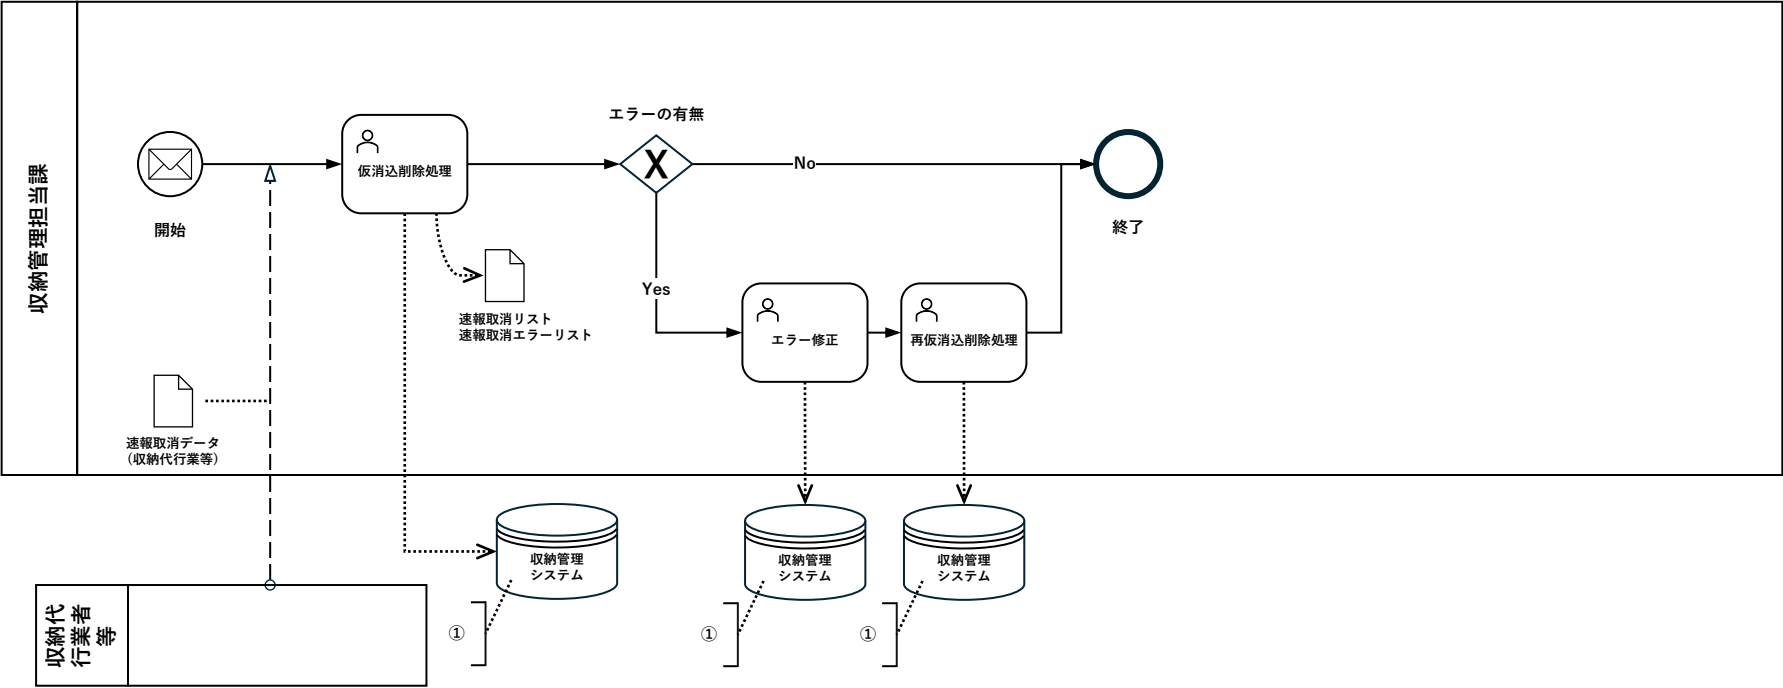 収納管理担当課
開始
仮消込削除処理
エラーの有無
X
No
終了
Yes
エラー修正
再仮消込削除処理
速報取消リスト
速報取消エラーリスト
速報取消データ
（収納代行業等）
収納管理
システム
収納管理
システム
収納管理
システム
①
①
①
収納代
行業者
等